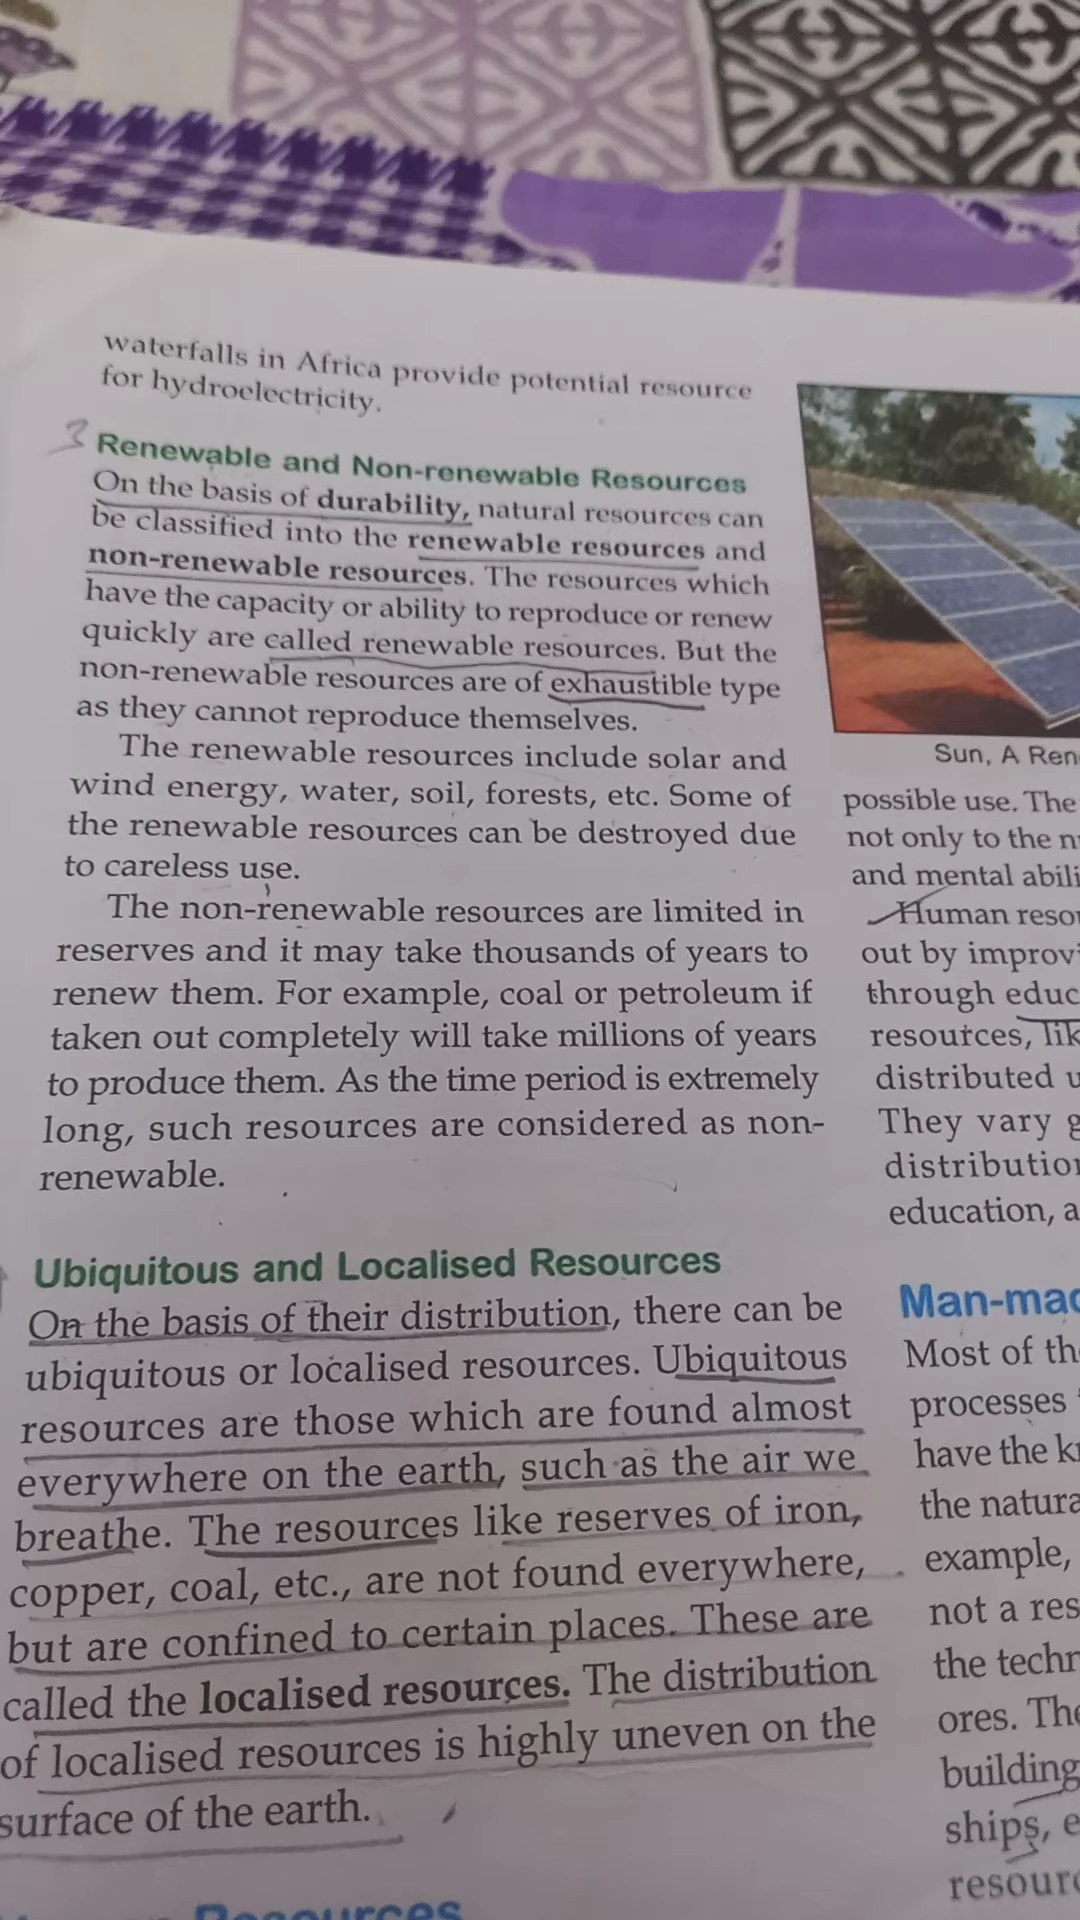 waterfalls in Africa provide potential resource
for hydroelectricity.
3
Renewable and Non-renewable Resources
On the basis of durability, natural resources can
be classified into the renewable resources and
non-renewable resources. The resources which
have the capacity or ability to reproduce or renew
quickly are called renewable resources. But the
non-renewable resources are of exhaustible type
as they cannot reproduce themselves.
The renewable resources include solar and
wind energy, water, soil, forests, etc. Some of
the renewable resources can be destroyed due
to careless use.
The non-renewable resources are limited in
reserves and it may take thousands of years to
renew them. For example, coal or petroleum if
taken out completely will take millions of years
to produce them. As the time period is extremely
long, such resources are considered as non-
renewable.
Ubiquitous and Localised Resources
On the basis of their distribution, there can be
ubiquitous or localised resources. Ubiquitous
resources are those which are found almost
everywhere on the earth, such as the air we
breathe. The resources like reserves of iron,
copper, coal, etc., are not found everywhere,
but are confined to certain places. These are
called the localised resources. The distribution
of localised resources is highly uneven on the
surface of the earth.
Resources
Sun, A Ren
possible use. The
not only to the
and mental abili
Human resou
out by improvi
through educ
resources, lik
distributed u
They vary g
distribution
education, a
Man-mad
Most of th
processes
have the k
the natura
example,
not a res
the techn
ores. The
building
ships, e
resourc